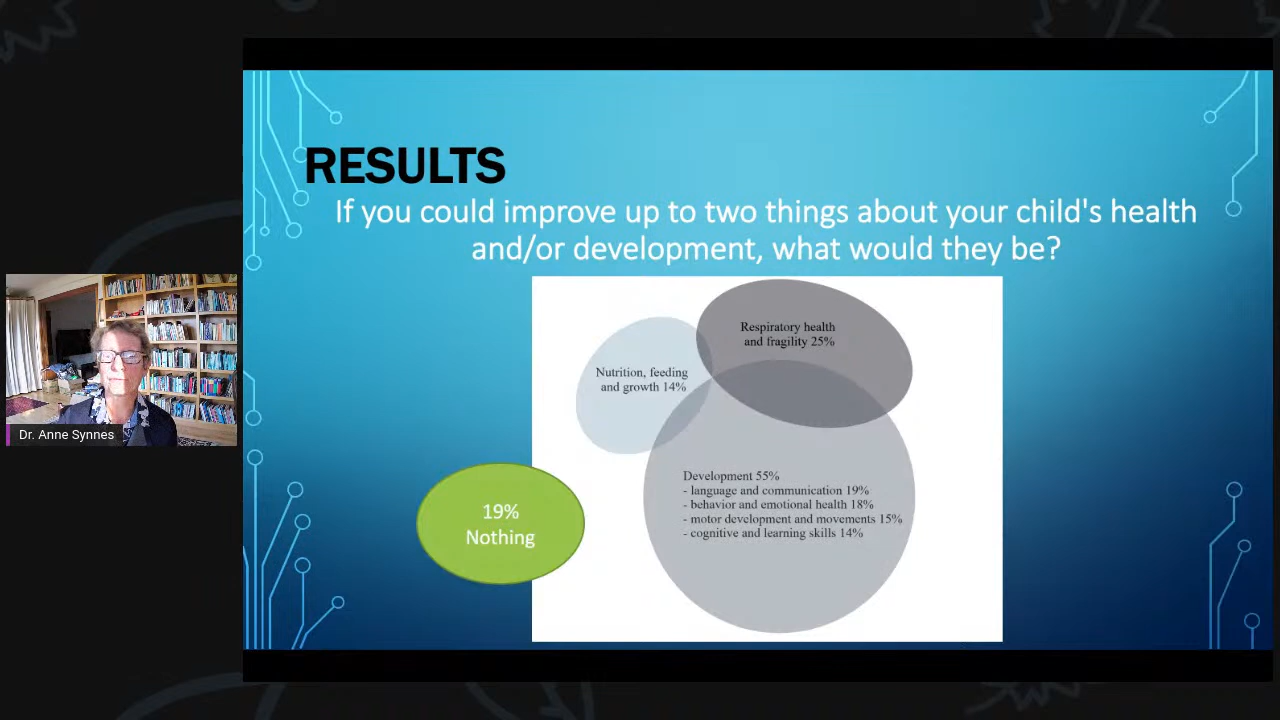 RESULTS
If you could improve up to two things about your child's health
and/or development, what would they be?
Respiratory health
and fragility 25%
Nutrition, feeding
and growth 14%
Development 55%
- language and communication 19%
- behavior and emotional health 18%
- motor development and movements 15%
- cognitive and learning skills 14%
19%
Nothing
Dr. Anne Synnes